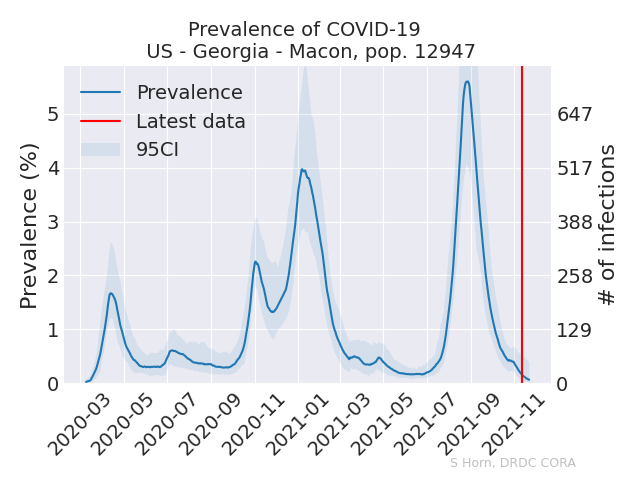 Prevalence of COVID-19
US - Georgia - Macon, pop. 12947
Prevalence
Latest data
95CI
Prevalence (%)
5
4
3
2
1
0
647
517
388
258
129
0
# of infections
2020-03
2020-05
2020-07
2020-09
2020-11
2021-01
2021-03
2021-05
2021-07
2021-09
2021-11
S Horn, DRDC CORA